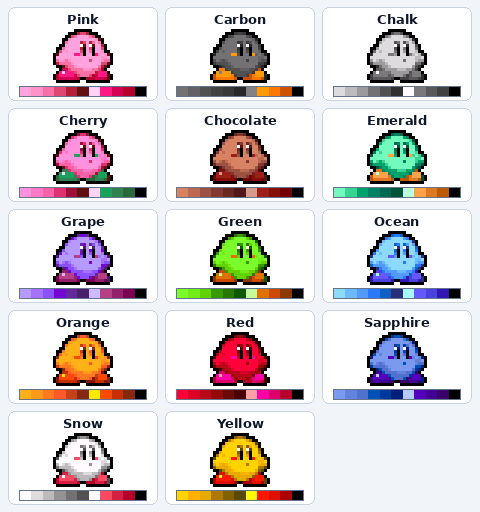 Pink
Carbon
Chalk
Cherry
Chocolate
Emerald
Grape
Green
Ocean
Orange
Red
Sapphire
Snow
Yellow